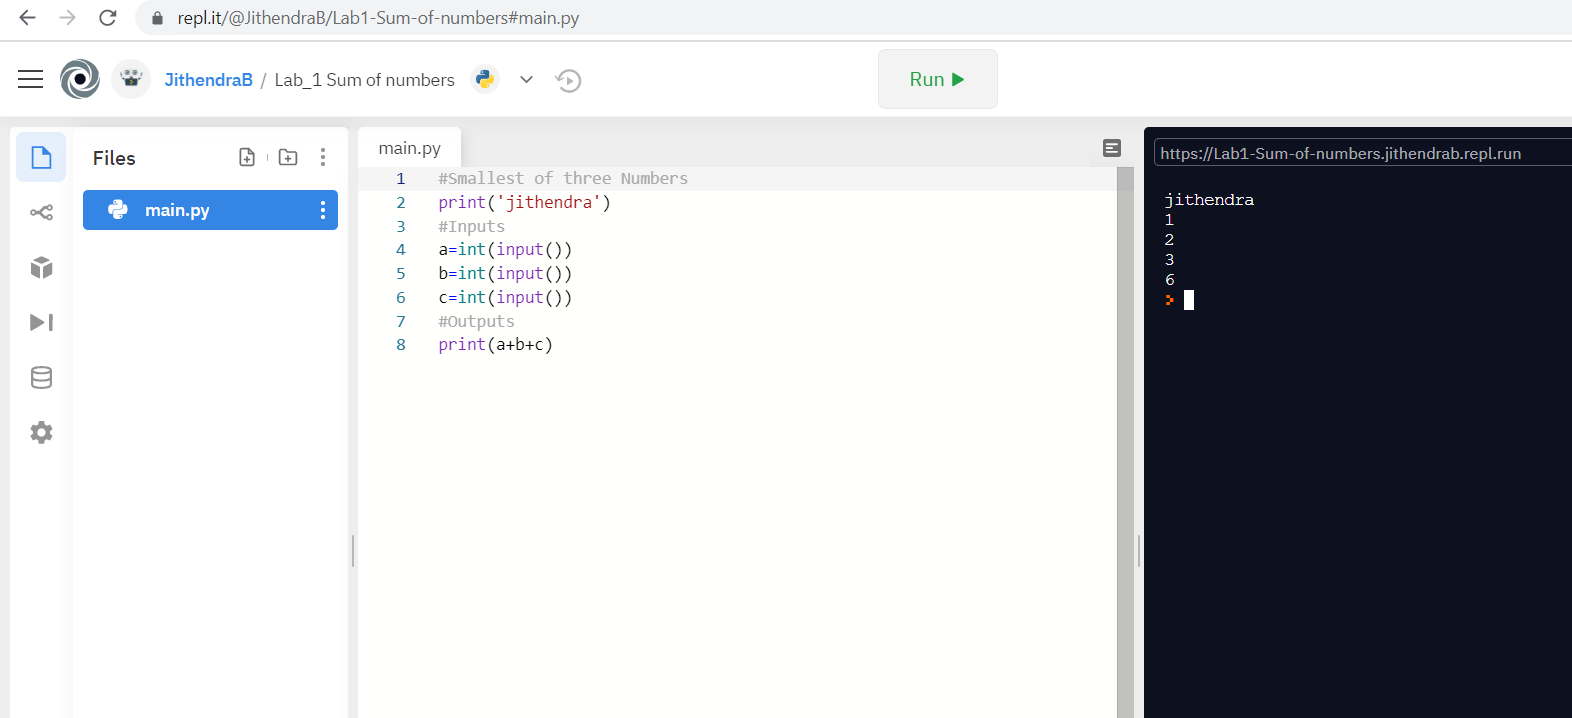 repl.it/@JithendraB/Lab1-Sum-of-numbers#main.py
JithendraB / Lab_1 Sum of numbers
Run
Files
main.py
main.py
1 #Smallest of three Numbers
2 print('jithendra')
3 #Inputs
4 a=int(input())
5 b=int(input())
6 c=int(input())
7 #Outputs
8 print(a+b+c)
https://Lab1-Sum-of-numbers.jithendrab.repl.run
jithendra
1
2
3
6
>